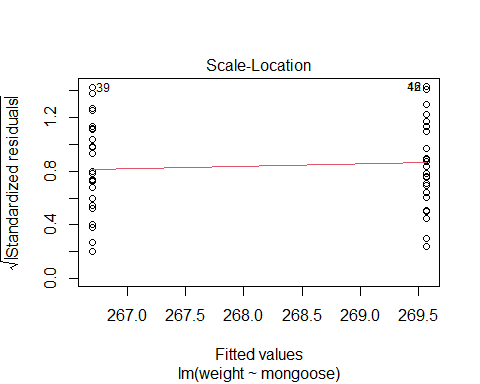 Scale-Location
√|Standardized residuals|
0.0 0.4 0.8 1.2
39
267.0 267.5 268.0 268.5 269.0 269.5
Fitted values
lm(weight ~ mongoose)